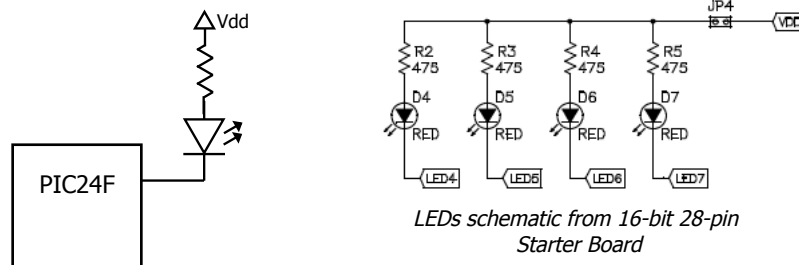 Vdd
PIC24F
JP4
VDD
R2
475
R3
475
R4
475
R5
475
D4
D5
D6
D7
RED
RED
RED
RED
LED4
LED5
LED6
LED7
LEDs schematic from 16-bit 28-pin
Starter Board